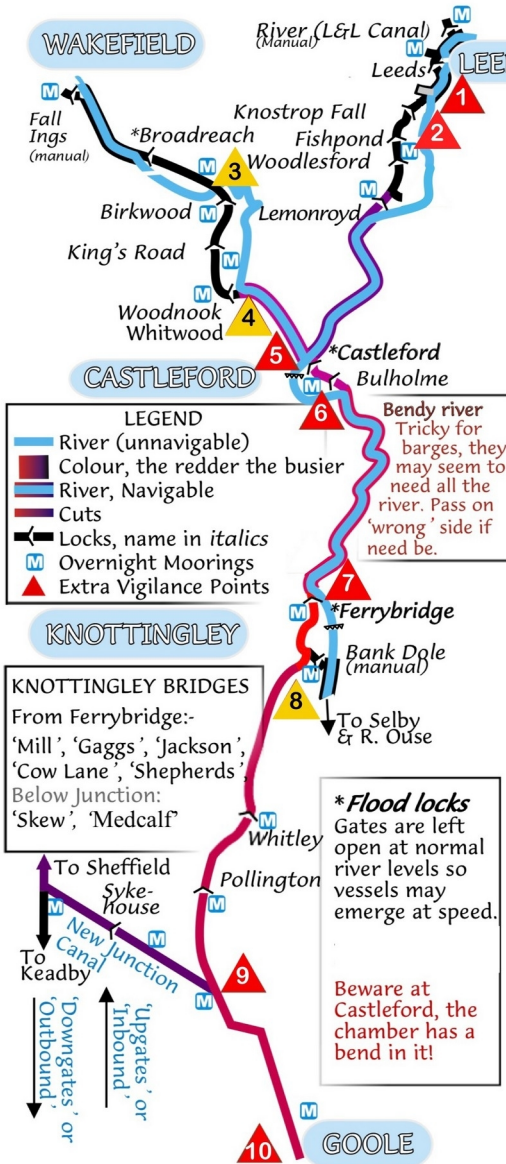 River (L&L Canal)
(Manual)
WAKEFIELD
LEE
Leeds
1
Knostrop Fall
2
Fall
Ings
(manual)
*Broadreach
Fishpond
Woodlesford
3
Birkwood
Lemonroyd
King's Road
Woodnook
Whitwood
4
5
*Castleford
CASTLEFORD
Bulholme
6
LEGEND
River (unnavigable)
Colour, the redder the busier
River, Navigable
Cuts
Locks, name in italics
M Overnight Moorings
Extra Vigilance Points
Bendy river
Tricky for
barges, they
may seem to
need all the
river. Pass on
'wrong' side if
need be.
7
*Ferrybridge
KNOTTINGLEY
Bank Dole
(manual)
8
To Selby
& R. Ouse
KNOTTINGLEY BRIDGES
From Ferrybridge:-
'Mill', 'Gaggs', 'Jackson',
'Cow Lane', 'Shepherds',
Below Junction:
'Skew', 'Medcalf'
*Flood locks
Gates are left
open at normal
river levels so
vessels may
emerge at speed.
Beware at
Castleford, the
chamber has a
bend in it!
Whitley
Pollington
To Sheffield
Syke-
house
New Junction
Canal
To
Keadby
9
'Downgates' or
'Outbound'
'Upgates' or
'Inbound'
10
GOOLE